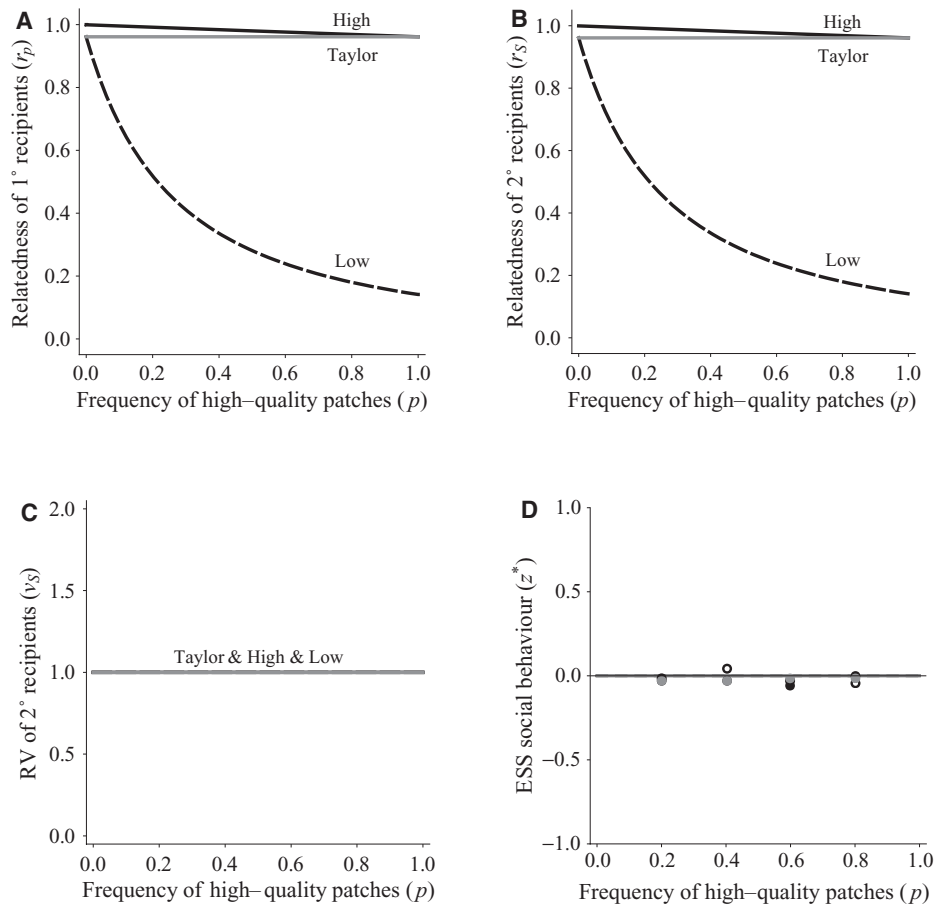 A
Relatedness of 1˚ recipients (rp)
1.0
0.8
0.6
0.4
0.2
0.0
High
Taylor
Low
0.0 0.2 0.4 0.6 0.8 1.0
Frequency of high–quality patches (p)
B
Relatedness of 2˚ recipients (rS)
1.0
0.8
0.6
0.4
0.2
0.0
High
Taylor
Low
0.0 0.2 0.4 0.6 0.8 1.0
Frequency of high–quality patches (p)
C
RV of 2˚ recipients (vS)
2.0
1.5
1.0
0.5
0.0
Taylor & High & Low
0.0 0.2 0.4 0.6 0.8 1.0
Frequency of high–quality patches (p)
D
ESS social behaviour (z*)
1.0
0.5
0.0
−0.5
−1.0
0.0 0.2 0.4 0.6 0.8 1.0
Frequency of high–quality patches (p)